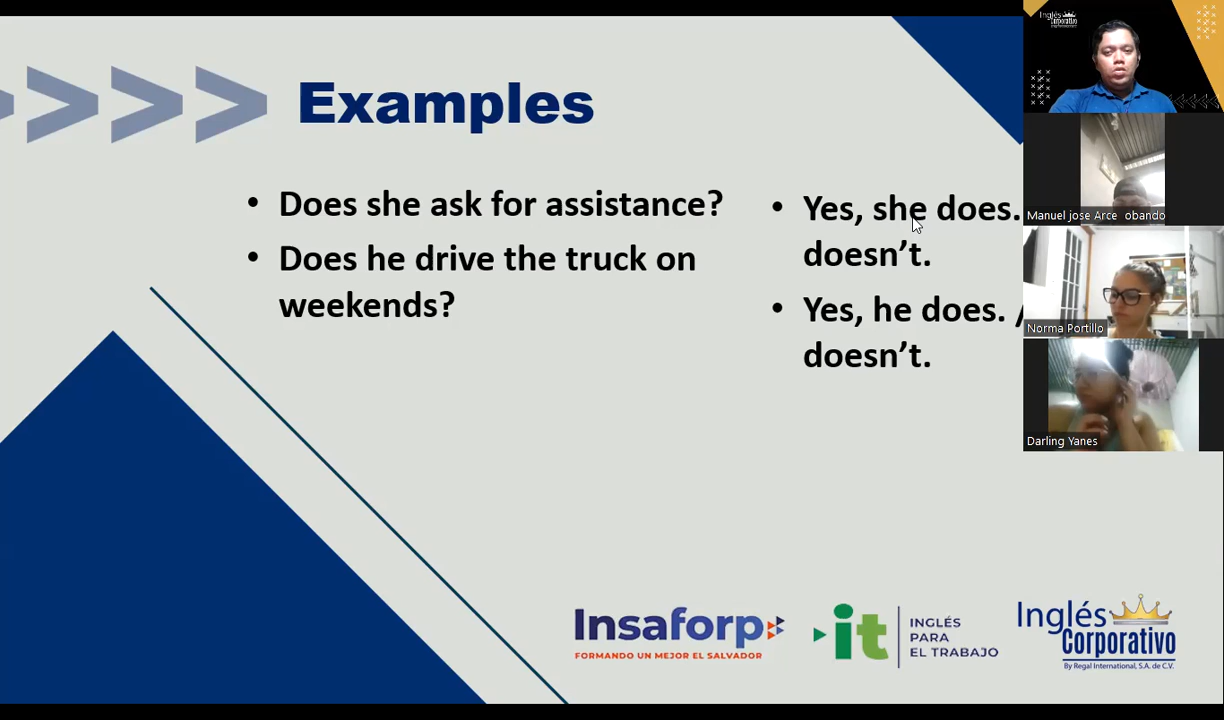 Examples
• Does she ask for assistance?
• Does he drive the truck on
weekends?
• Yes, she does.
doesn't.
• Yes, he does. /
doesn't.
Inglés
Corporativo
Manuel jose Arce obando
Norma Portillo
Darling Yanes
Insaforp
FORMANDO UN MEJOR EL SALVADOR
it
INGLÉS
PARA
EL TRABAJO
Inglés
Corporativo
By Regal International, S.A. de C.V.